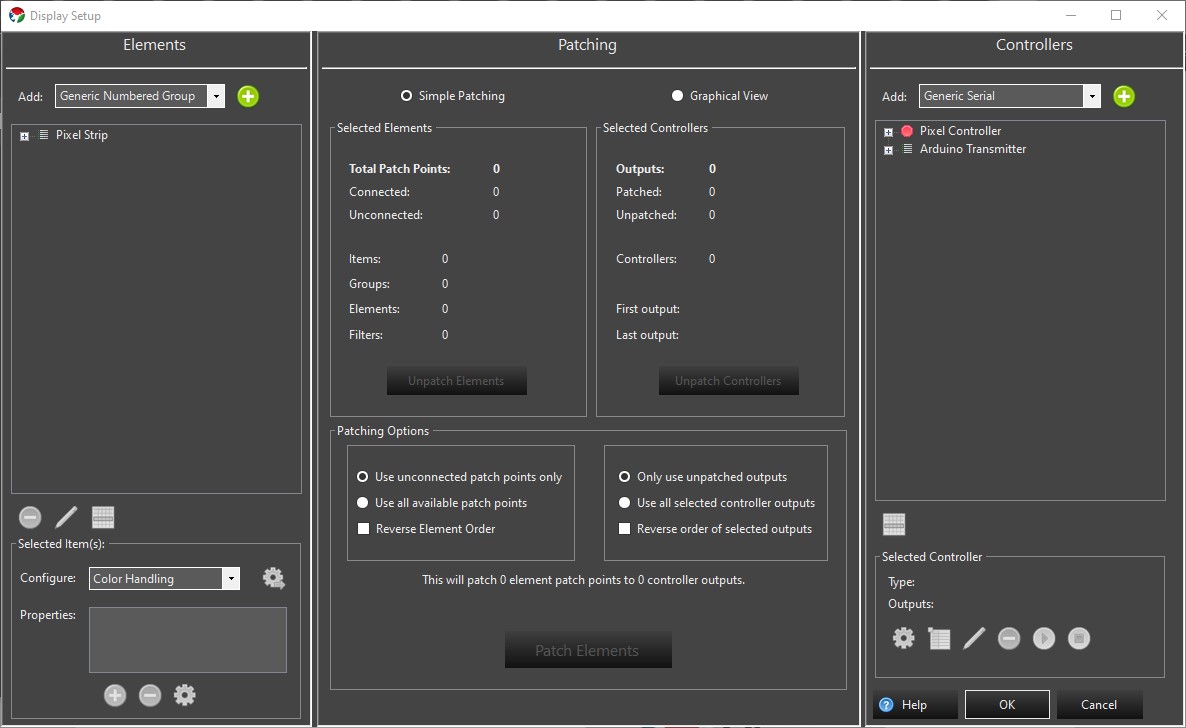 Display Setup
Elements
Add: Generic Numbered Group
Pixel Strip
Selected Item(s):
Configure: Color Handling
Properties:
Patching
Simple Patching
Graphical View
Selected Elements
Total Patch Points: 0
Connected: 0
Unconnected: 0
Items: 0
Groups: 0
Elements: 0
Filters: 0
Unpatch Elements
Selected Controllers
Outputs: 0
Patched: 0
Unpatched: 0
Controllers: 0
First output:
Last output:
Unpatch Controllers
Patching Options
Use unconnected patch points only
Use all available patch points
Reverse Element Order
Only use unpatched outputs
Use all selected controller outputs
Reverse order of selected outputs
This will patch 0 element patch points to 0 controller outputs.
Patch Elements
Controllers
Add: Generic Serial
Pixel Controller
Arduino Transmitter
Selected Controller
Type:
Outputs:
Help
OK
Cancel